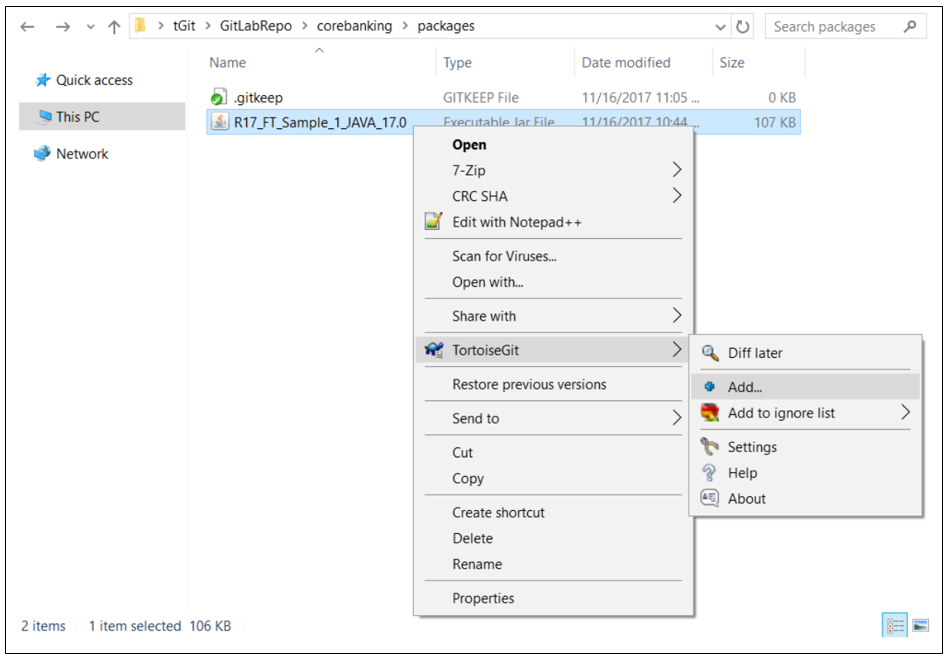 tGit > GitLabRepo > corebanking > packages
Search packages
Name Type Date modified Size
Quick access
This PC
Network
.gitkeep GITKEEP File 11/16/2017 11:05 ... 0 KB
R17_FT_Sample_1_JAVA_17.0 Executable Jar File 11/16/2017 10:44 ... 107 KB
Open
7-Zip
CRC SHA
Edit with Notepad++
Scan for Viruses...
Open with...
Share with
TortoiseGit
Restore previous versions
Send to
Cut
Copy
Create shortcut
Delete
Rename
Properties
Diff later
Add...
Add to ignore list
Settings
Help
About
2 items 1 item selected 106 KB